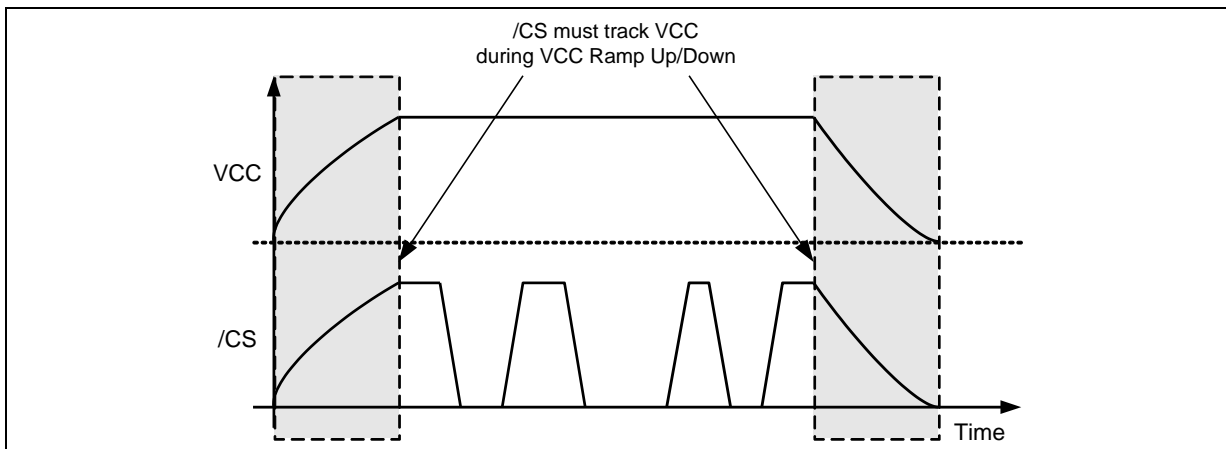 /CS must track VCC
during VCC Ramp Up/Down
VCC
/CS
Time